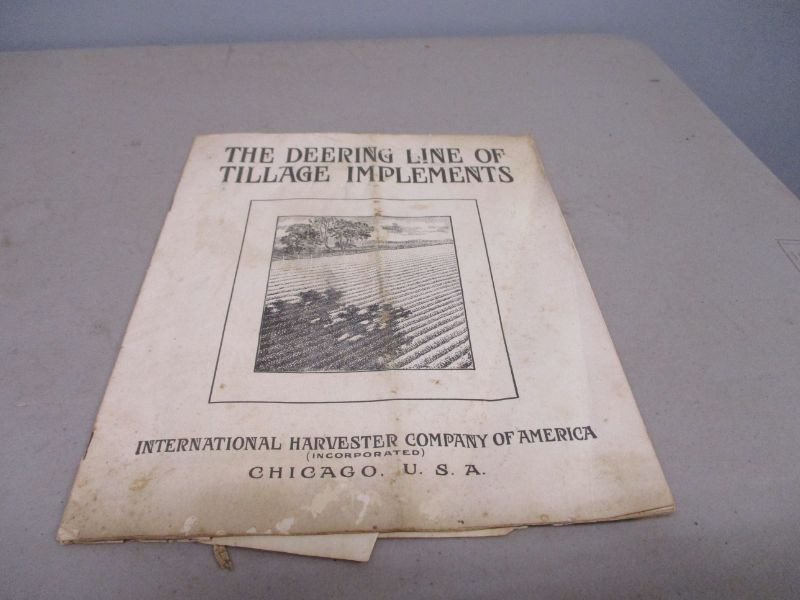 THE DEERING LINE OF
TILLAGE IMPLEMENTS
INTERNATIONAL HARVESTER COMPANY OF AMERICA
(INCORPORATED)
CHICAGO. U. S. A.